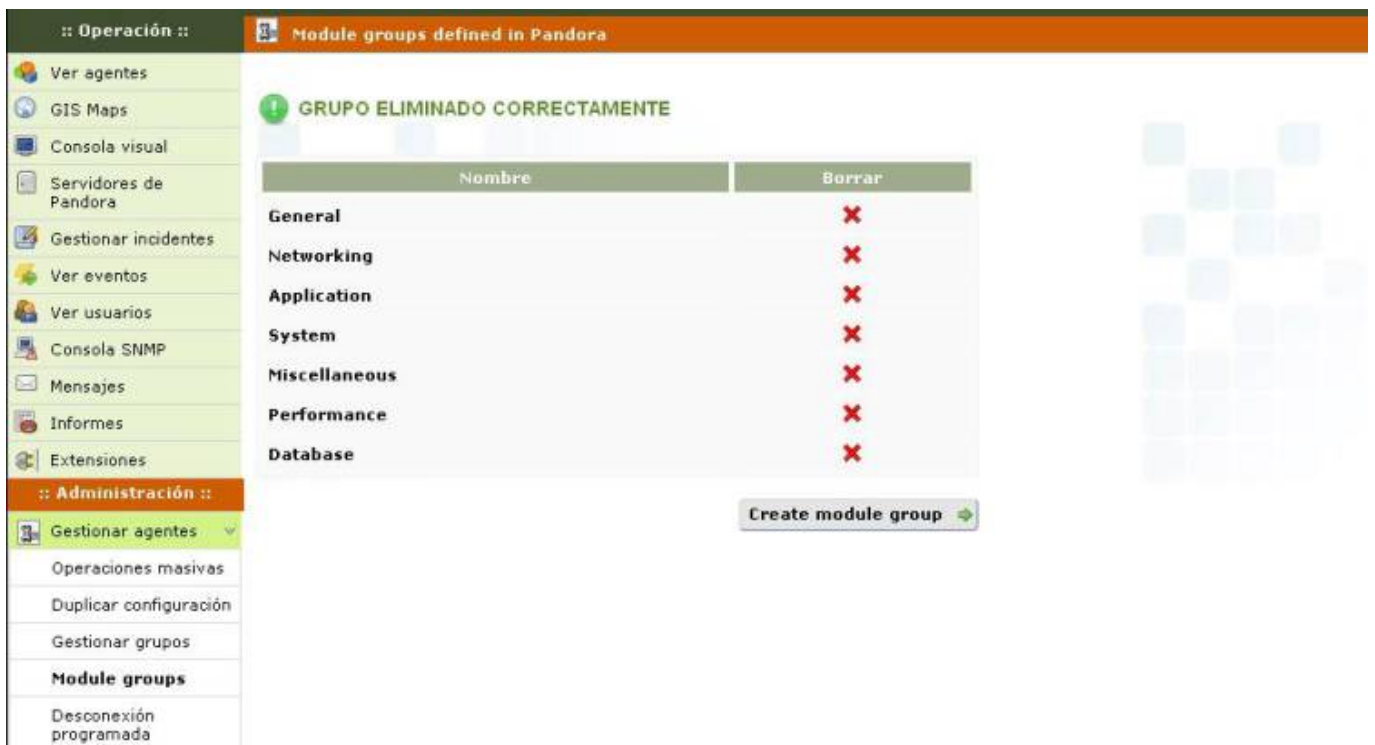 :: Operación ::
Module groups defined in Pandora
Ver agentes
GIS Maps
Consola visual
Servidores de
Pandora
Gestionar incidentes
Ver eventos
Ver usuarios
Consola SNMP
Mensajes
Informes
Extensiones
:: Administración ::
Gestionar agentes
Operaciones masivas
Duplicar configuración
Gestionar grupos
Module groups
Desconexión
programada
GRUPO ELIMINADO CORRECTAMENTE
Nombre Borrar
General
Networking
Application
System
Miscellaneous
Performance
Database
Create module group